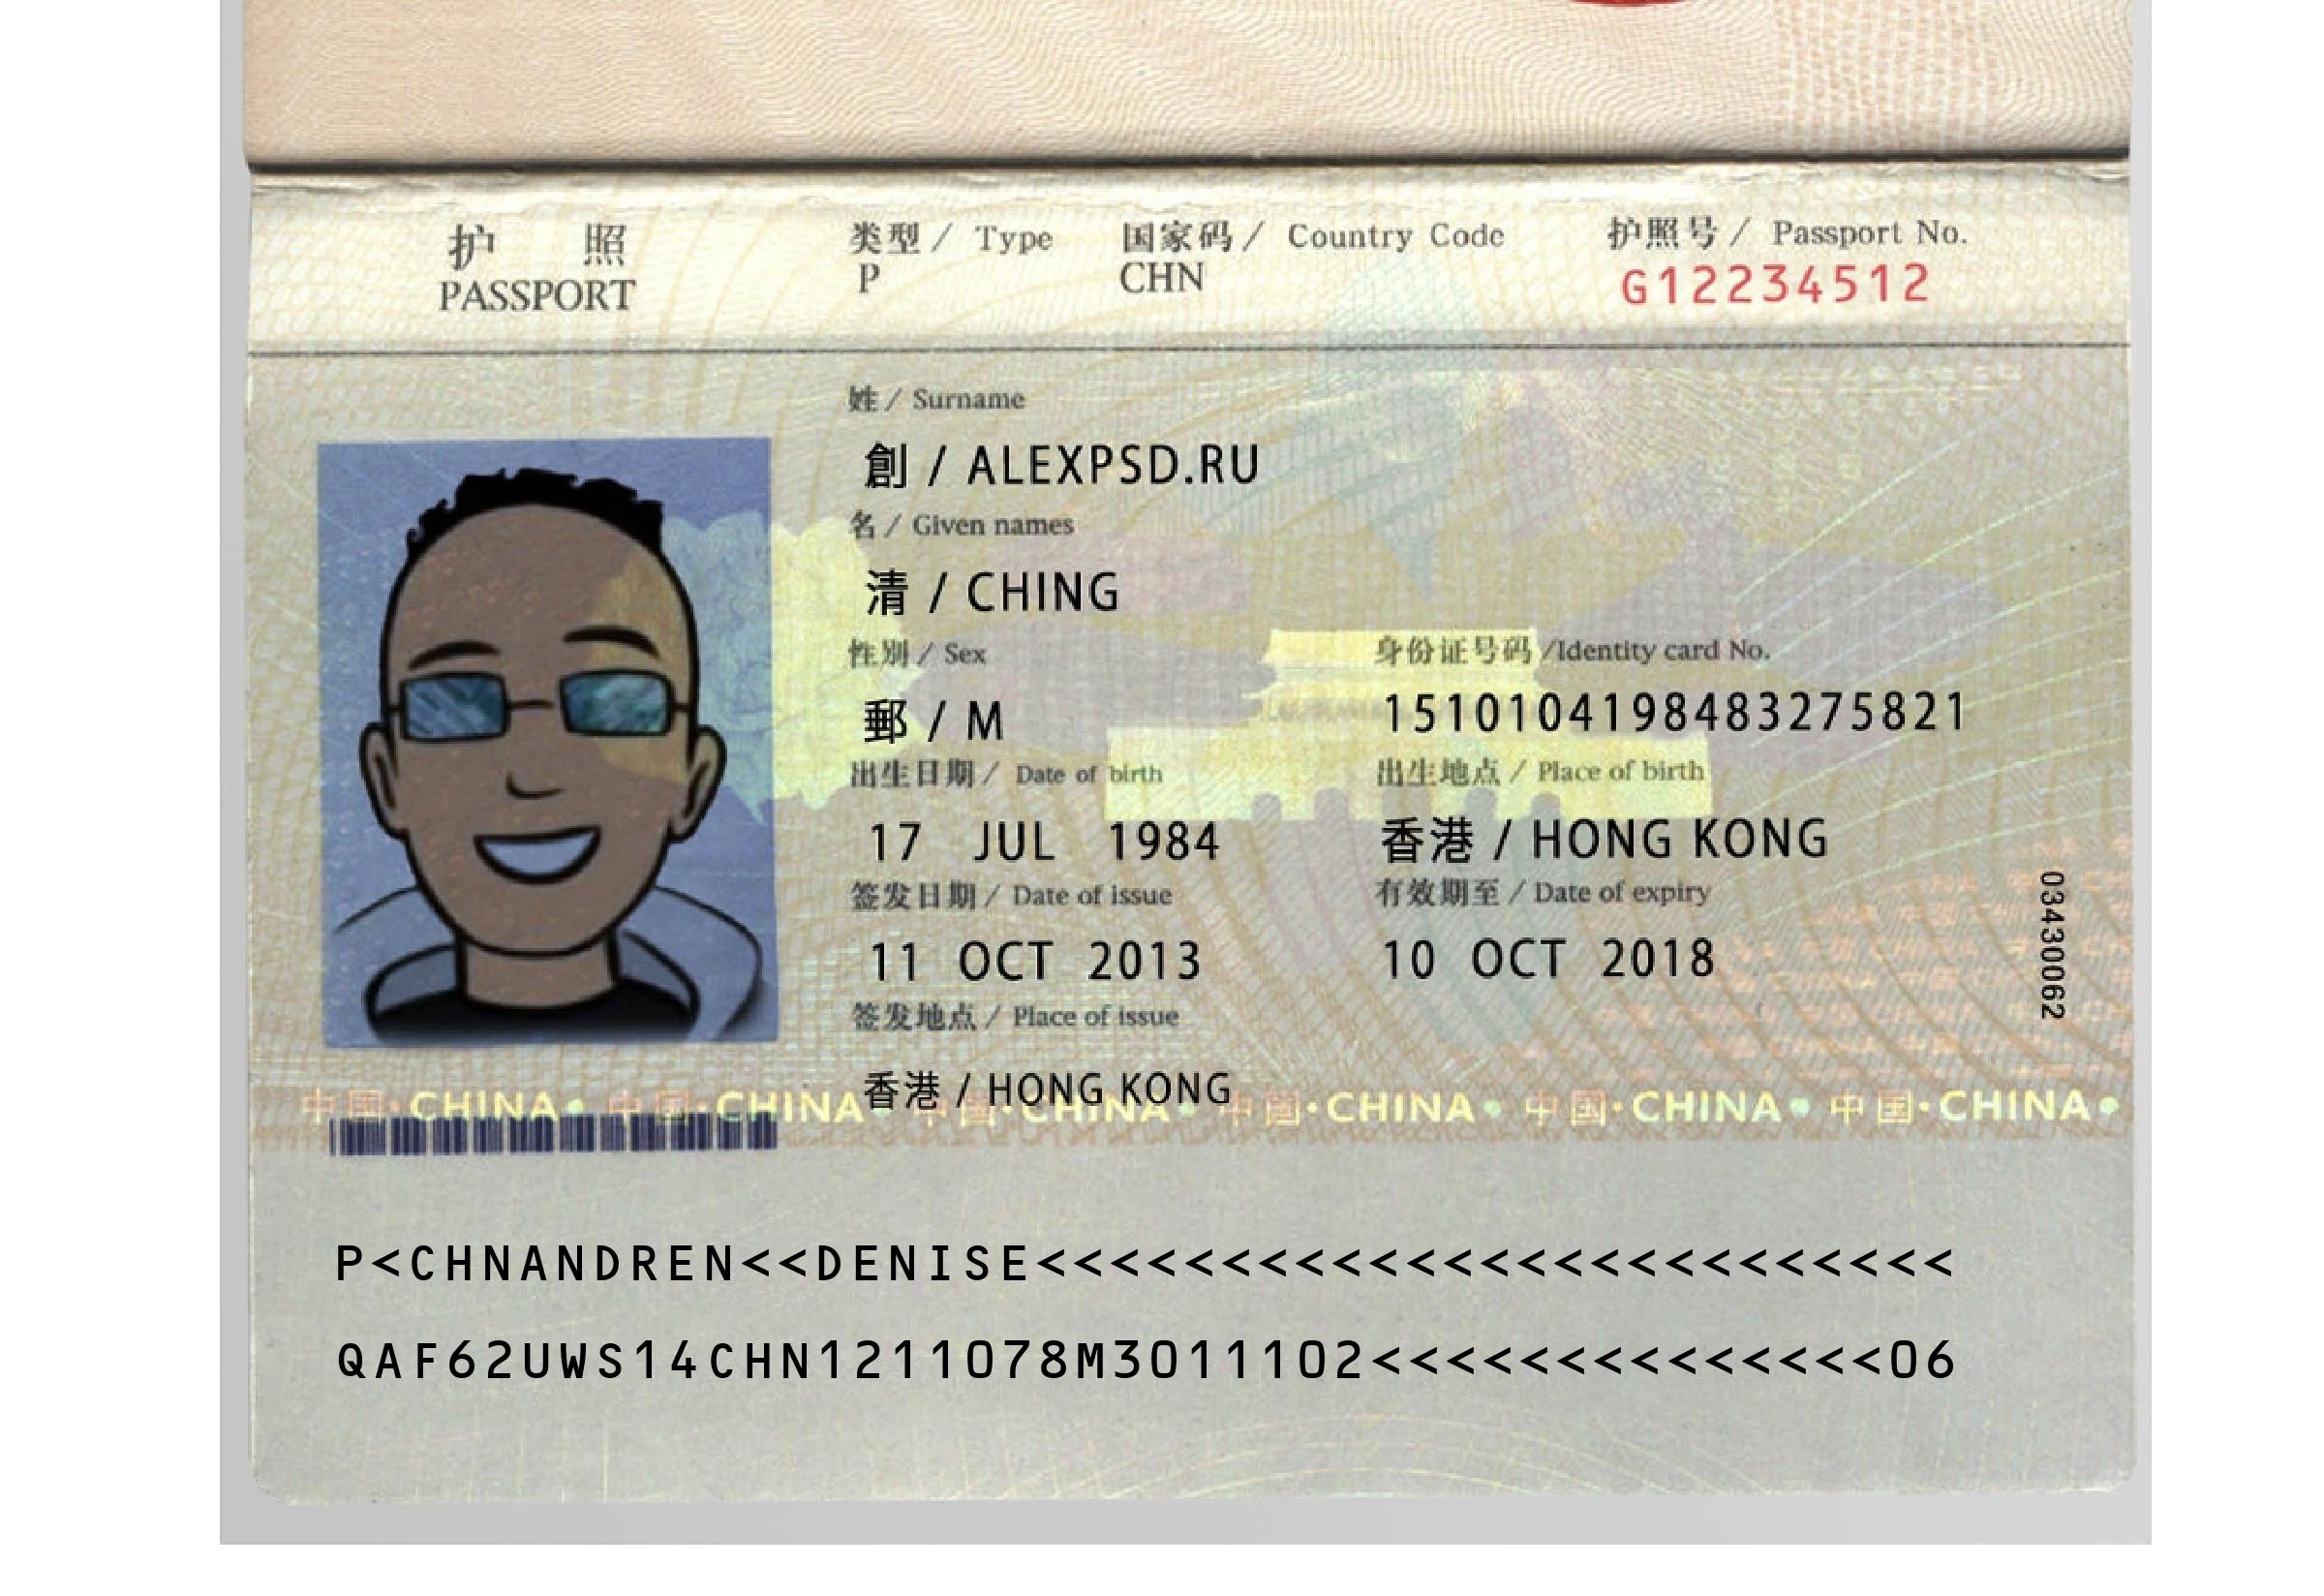 护 照
PASSPORT
类型 / Type
P
国家码 / Country Code
CHN
护照号 / Passport No.
G12234512
姓 / Surname
創 / ALEXPSD.RU
名 / Given names
清 / CHING
性别 / Sex
郵 / M
身份证号码 /Identity card No.
1510104198483275821
出生日期 / Date of birth
17 JUL 1984
出生地点 / Place of birth
香港 / HONG KONG
签发日期 / Date of issue
11 OCT 2013
有效期至 / Date of expiry
10 OCT 2018
签发地点 / Place of issue
香港 / HONG KONG
03430062
中国·CHINA 中国·CHINA 中国·CHINA 中国·CHINA 中国·CHINA 中国·CHINA
P<CHNANDREN<<DENISE<<<<<<<<<<<<<<<<<<<<<<<<<
QAF62UWS14CHN1211078M3011102<<<<<<<<<<<<<<06